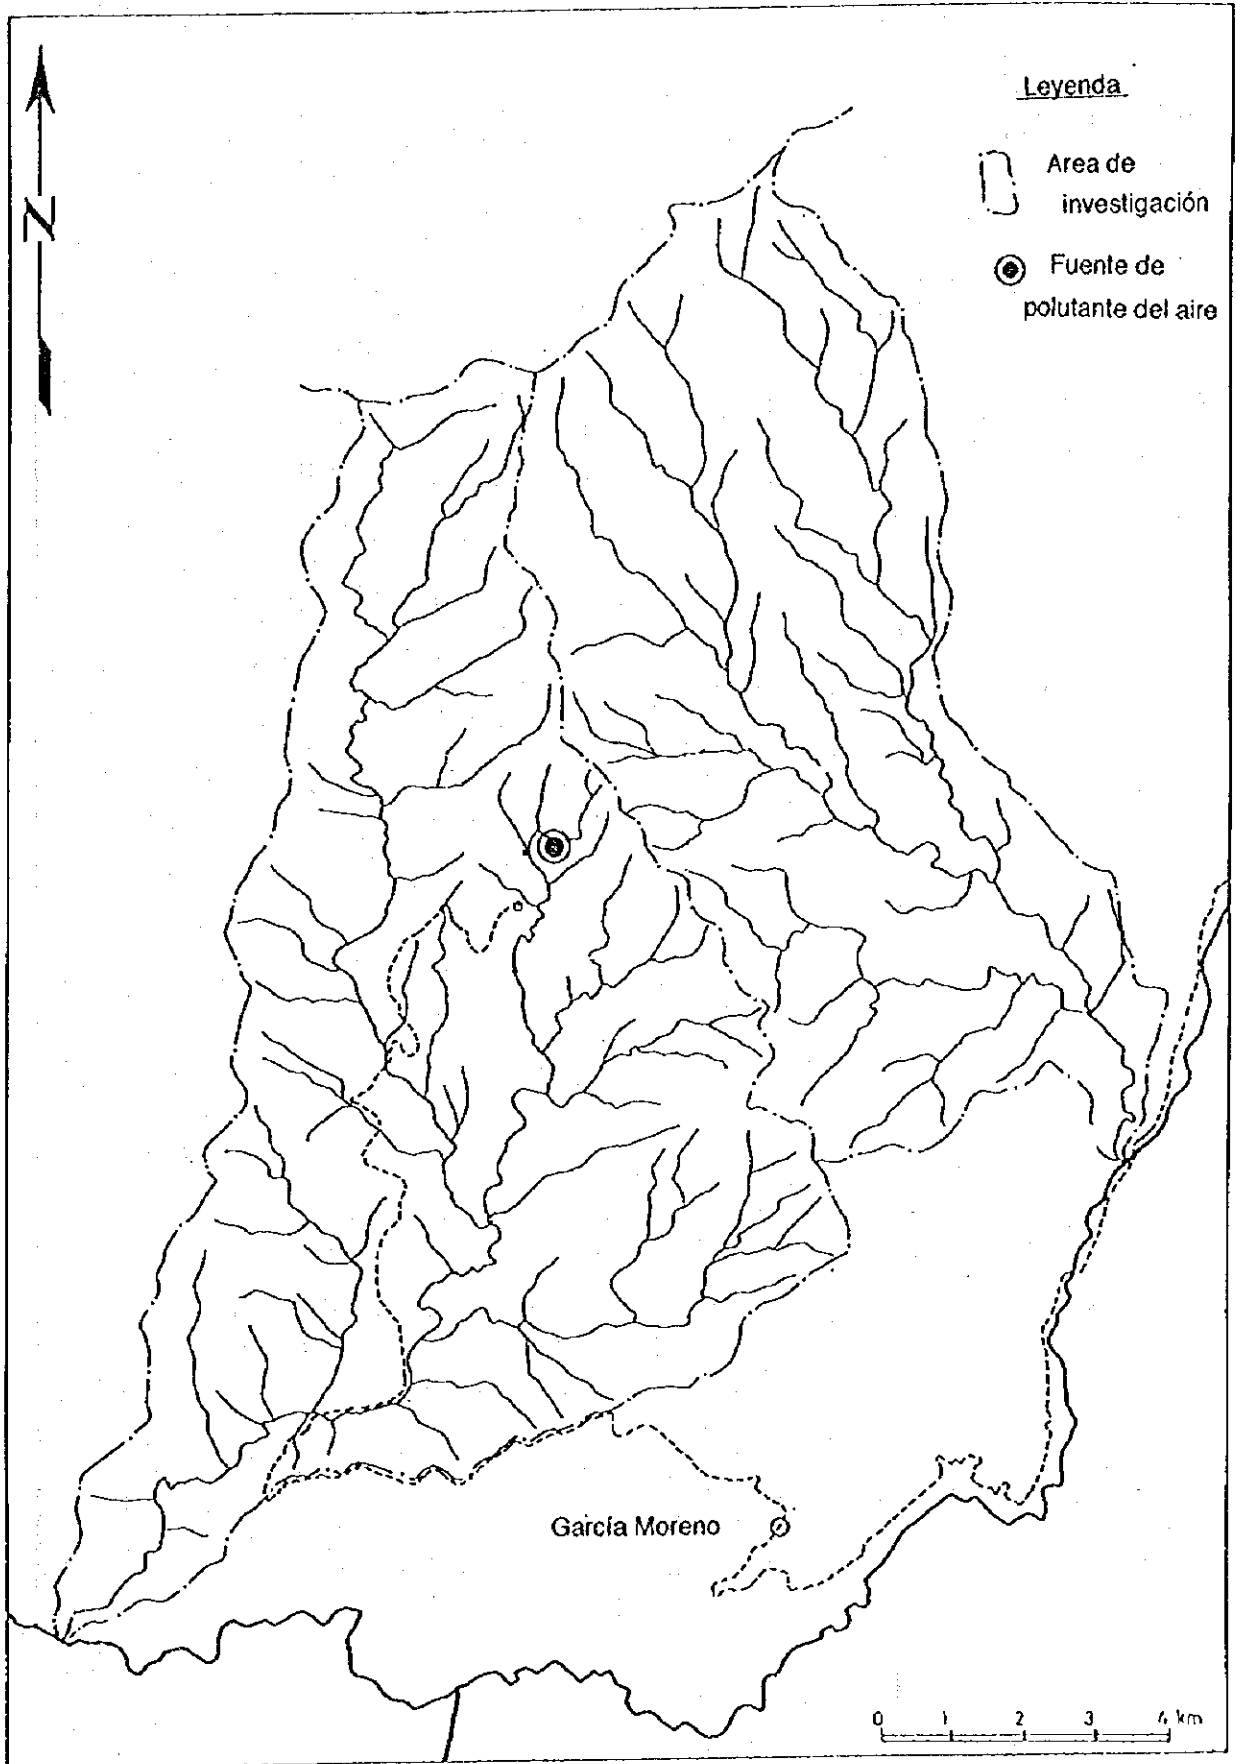 Leyenda
Area de
investigación
Fuente de
polutante del aire
N
García Moreno
0 1 2 3 4 km